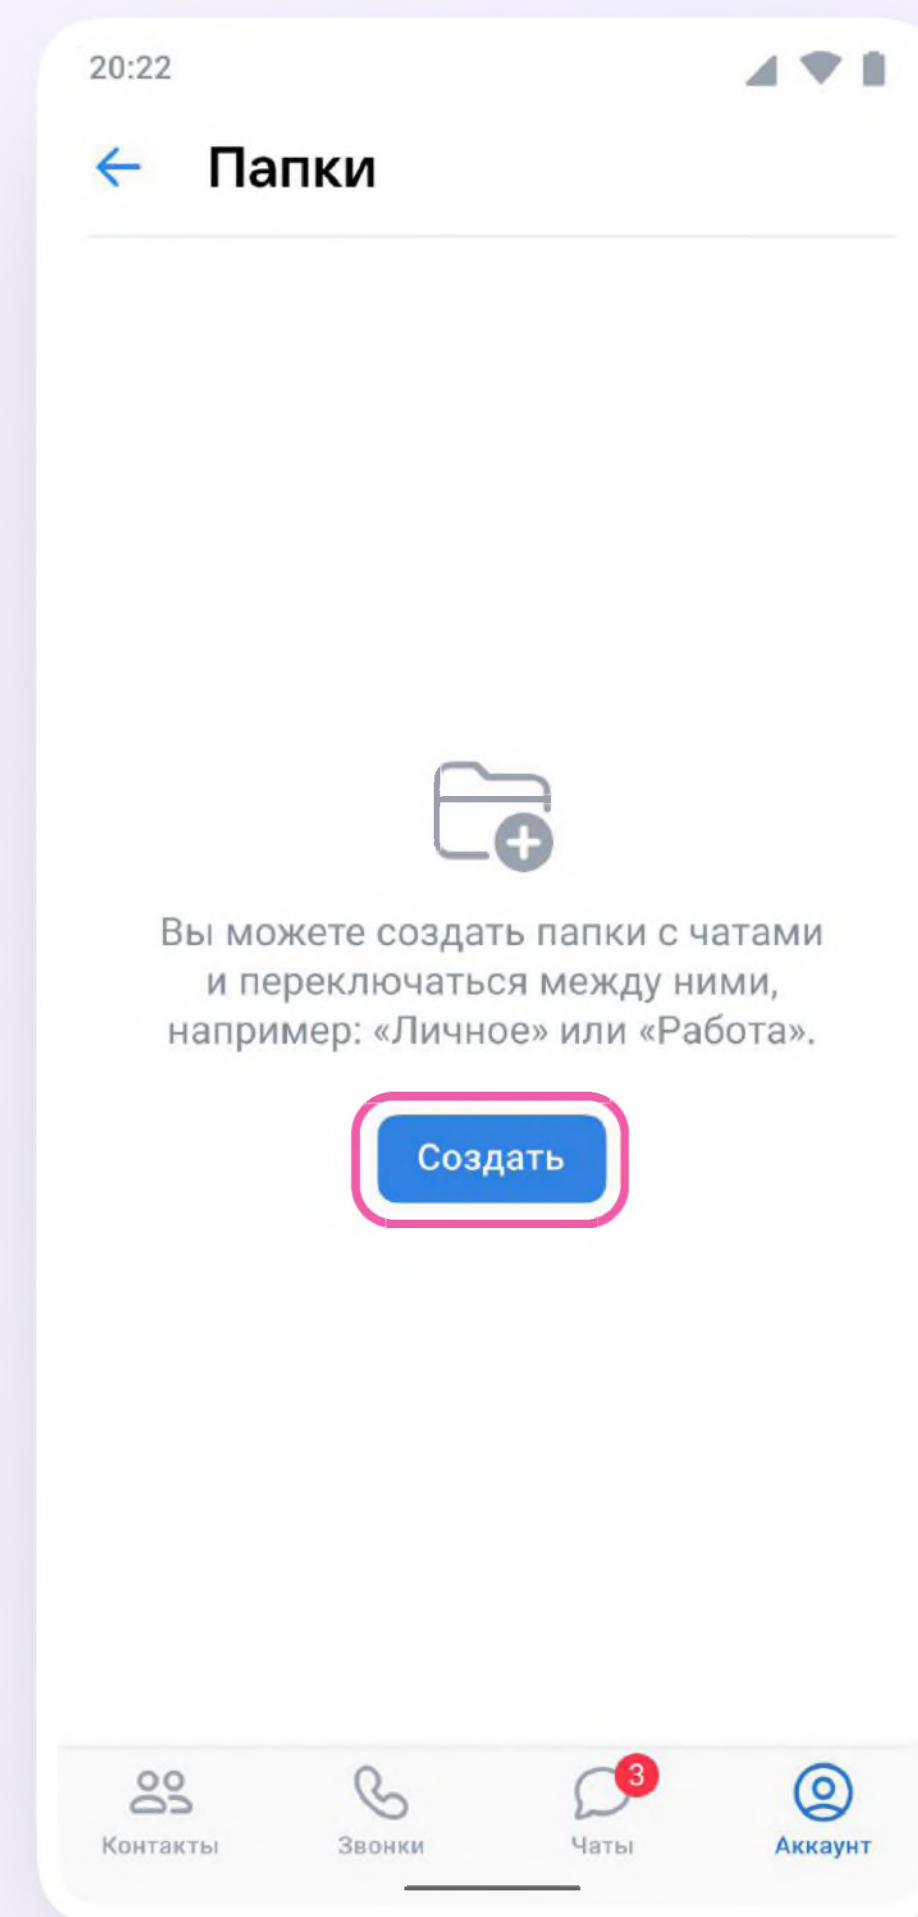 20:22
Папки
Вы можете создать папки с чатами
и переключаться между ними,
например: «Личное» или «Работа».
Создать
3
Контакты
Звонки
Чаты
Аккаунт